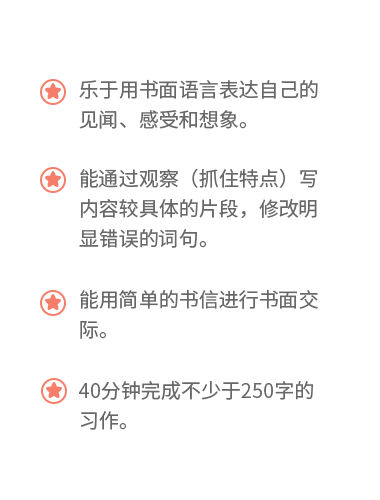 乐于用书面语言表达自己的
见闻、感受和想象。
能通过观察（抓住特点）写
内容较具体的片段，修改明
显错误的词句。
能用简单的书信进行书面交
际。
40分钟完成不少于250字的
习作。